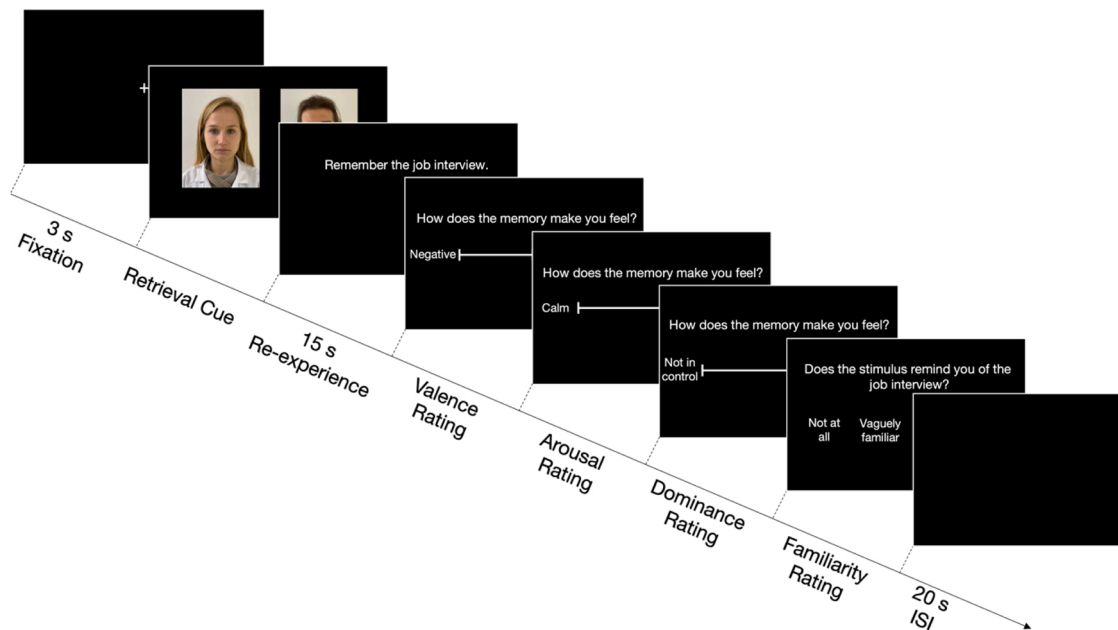 Remember the job interview.
How does the memory make you feel?
Negative
How does the memory make you feel?
Calm
How does the memory make you feel?
Not in
control
Does the stimulus remind you of the
job interview?
Not at
all
Vaguely
familiar
3 s
Fixation
Retrieval Cue
15 s
Re-experience
Valence
Rating
Arousal
Rating
Dominance
Rating
Familiarity
Rating
20 s
ISI